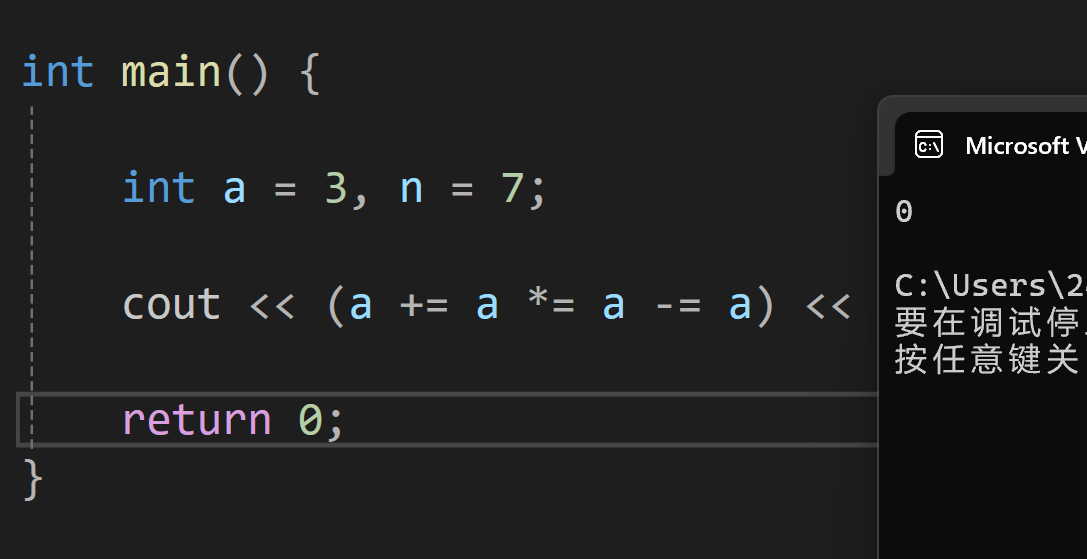 int main() {
int a = 3, n = 7;
cout << (a += a *= a -= a) <<
return 0;
}
Microsoft
0
C:\Users\2
要在调试停
按任意键关